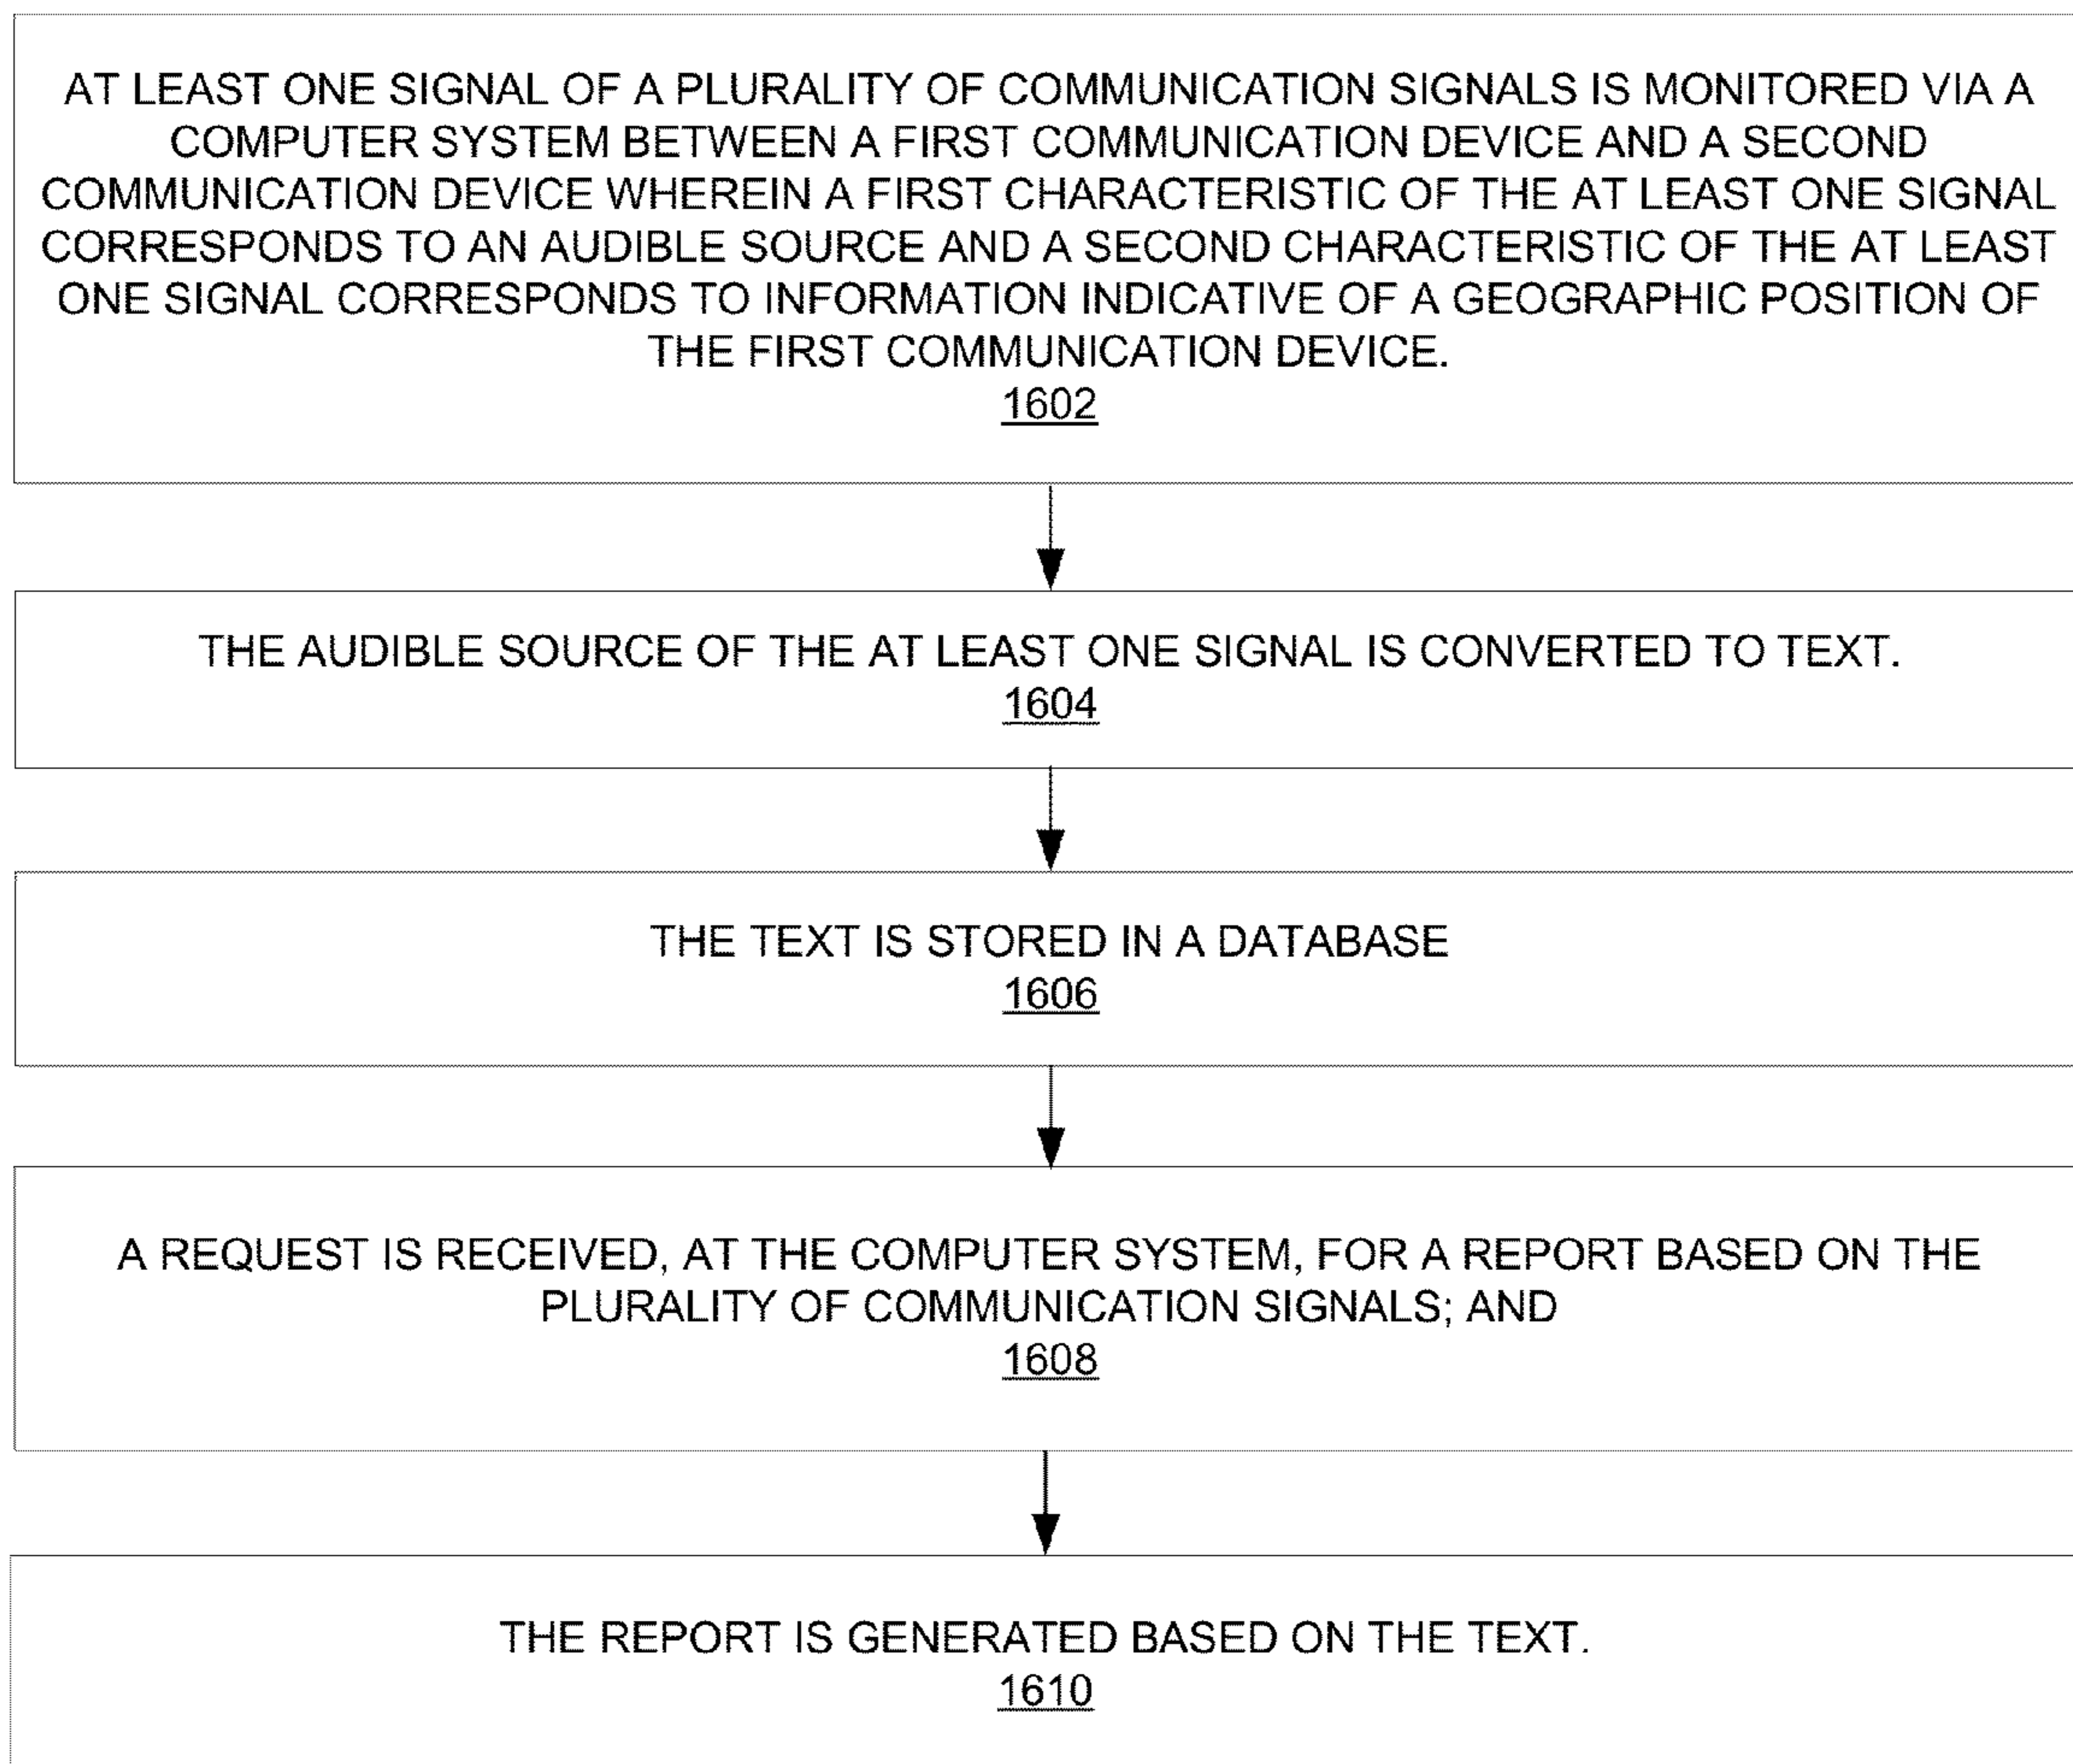 AT LEAST ONE SIGNAL OF A PLURALITY OF COMMUNICATION SIGNALS IS MONITORED VIA A
COMPUTER SYSTEM BETWEEN A FIRST COMMUNICATION DEVICE AND A SECOND
COMMUNICATION DEVICE WHEREIN A FIRST CHARACTERISTIC OF THE AT LEAST ONE SIGNAL
CORRESPONDS TO AN AUDIBLE SOURCE AND A SECOND CHARACTERISTIC OF THE AT LEAST
ONE SIGNAL CORRESPONDS TO INFORMATION INDICATIVE OF A GEOGRAPHIC POSITION OF
THE FIRST COMMUNICATION DEVICE.
1602
THE AUDIBLE SOURCE OF THE AT LEAST ONE SIGNAL IS CONVERTED TO TEXT.
1604
THE TEXT IS STORED IN A DATABASE
1606
A REQUEST IS RECEIVED, AT THE COMPUTER SYSTEM, FOR A REPORT BASED ON THE
PLURALITY OF COMMUNICATION SIGNALS; AND
1608
THE REPORT IS GENERATED BASED ON THE TEXT.
1610